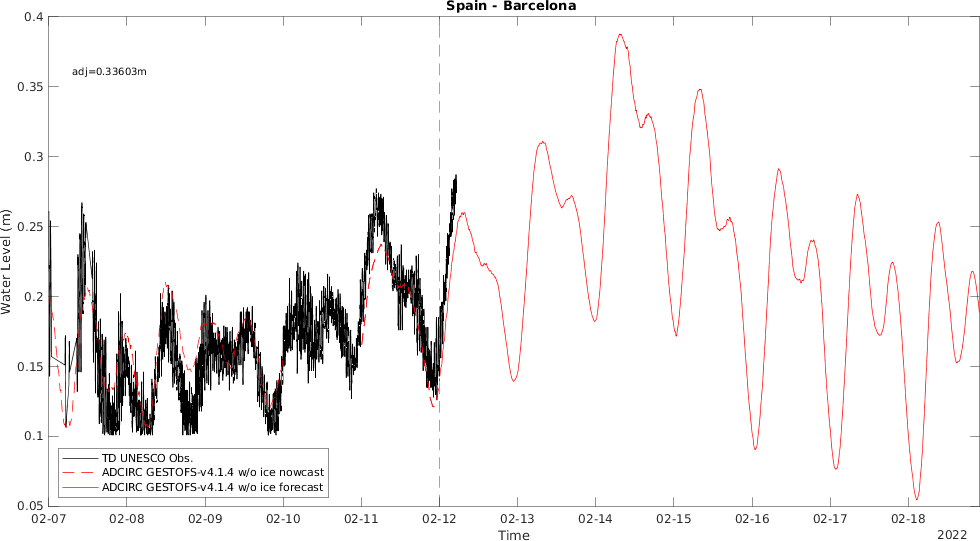 Spain - Barcelona
0.4
0.35
0.3
0.25
0.2
0.15
0.1
0.05
Water Level (m)
adj=0.33603m
TD UNESCO Obs.
ADCIRC GESTOFS-v4.1.4 w/o ice nowcast
ADCIRC GESTOFS-v4.1.4 w/o ice forecast
02-07 02-08 02-09 02-10 02-11 02-12 02-13 02-14 02-15 02-16 02-17 02-18
Time
2022